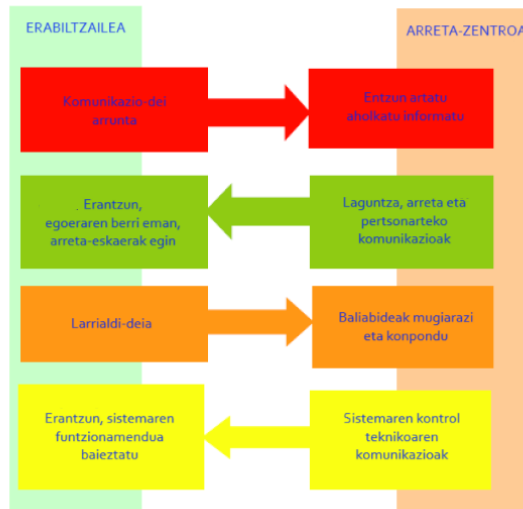 ERABILTZAILEA
ARRETA-ZENTROA
Komunikazio-dei
arrunta
Entzun artatu
aholkatu informatu
. Erantzun,
egoeraren berri eman,
arreta-eskaerak egin
Laguntza, arreta eta
pertsonarteko
komunikazioak
Larrialdi-deia
Baliabideak mugiarazi
eta konpondu
Erantzun, sistemaren
funtzionamendua
baieztatu
Sistemaren kontrol
teknikoaren
komunikazioak